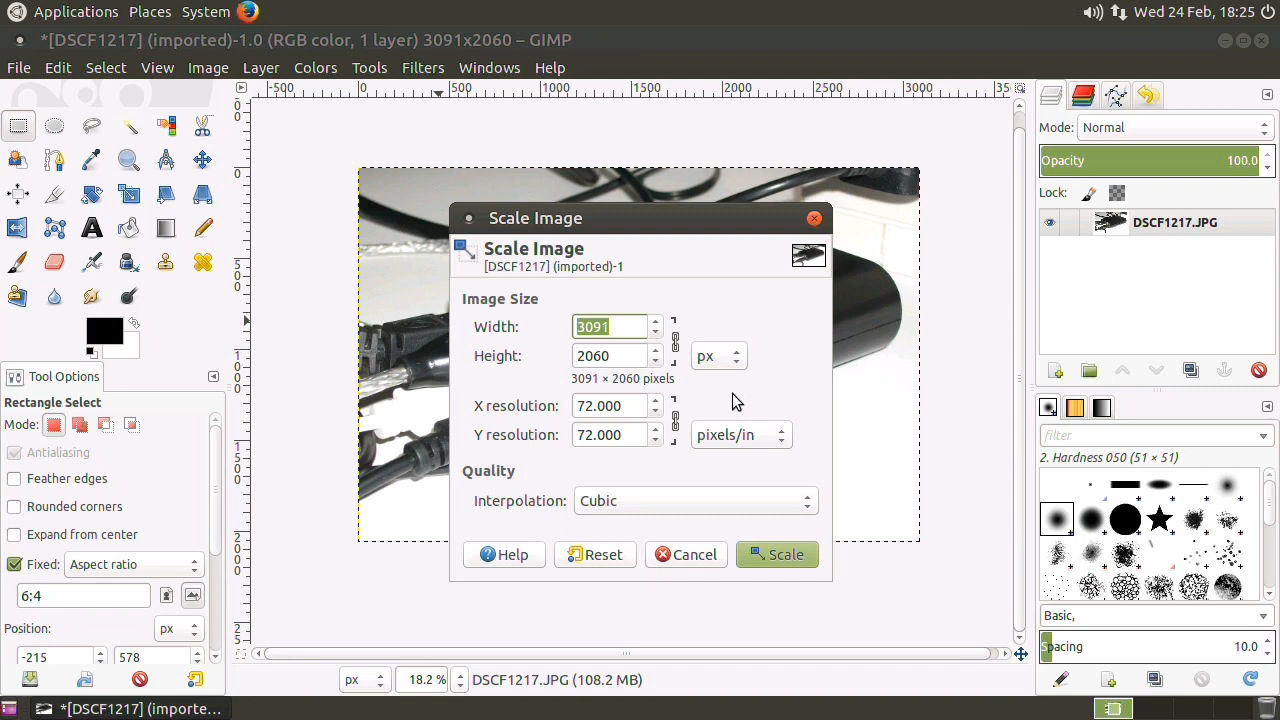 Applications Places System Wed 24 Feb, 18:25
*[DSCF1217] (imported)-1.0 (RGB color, 1 layer) 3091x2060 – GIMP
File Edit Select View Image Layer Colors Tools Filters Windows Help
-500 0 500 1000 1500 2000 2500 3000
Mode: Normal
Opacity 100.0
Lock:
DSCF1217.JPG
Scale Image
Scale Image
[DSCF1217] (imported)-1
Image Size
Width: 3091
Height: 2060 px
3091 × 2060 pixels
X resolution: 72.000
Y resolution: 72.000 pixels/in
Quality
Interpolation: Cubic
Help Reset Cancel Scale
Tool Options
Rectangle Select
Mode:
Antialiasing
Feather edges
Rounded corners
Expand from center
Fixed: Aspect ratio
6:4
Position: px
-215 578
filter
2. Hardness 050 (51 × 51)
Basic,
Spacing 10.0
px 18.2 % DSCF1217.JPG (108.2 MB)
*[DSCF1217] (importe...